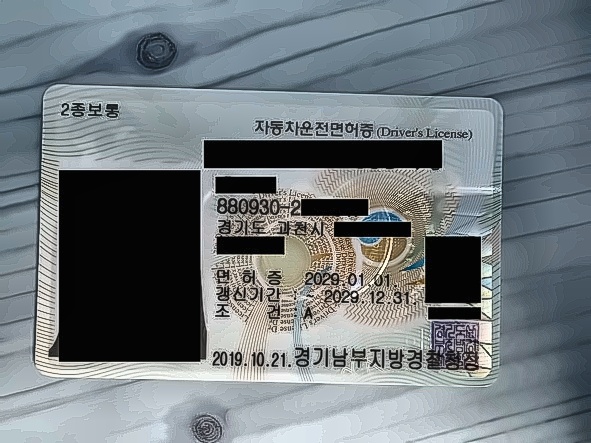 2종보통
자동차운전면허증 (Driver's License)
880930-2
경기도 과천시
면 허 증 2029.01.01.
갱신기간 ~ 2029.12.31.
조 건 : A
2019.10.21. 경기남부지방경찰청장